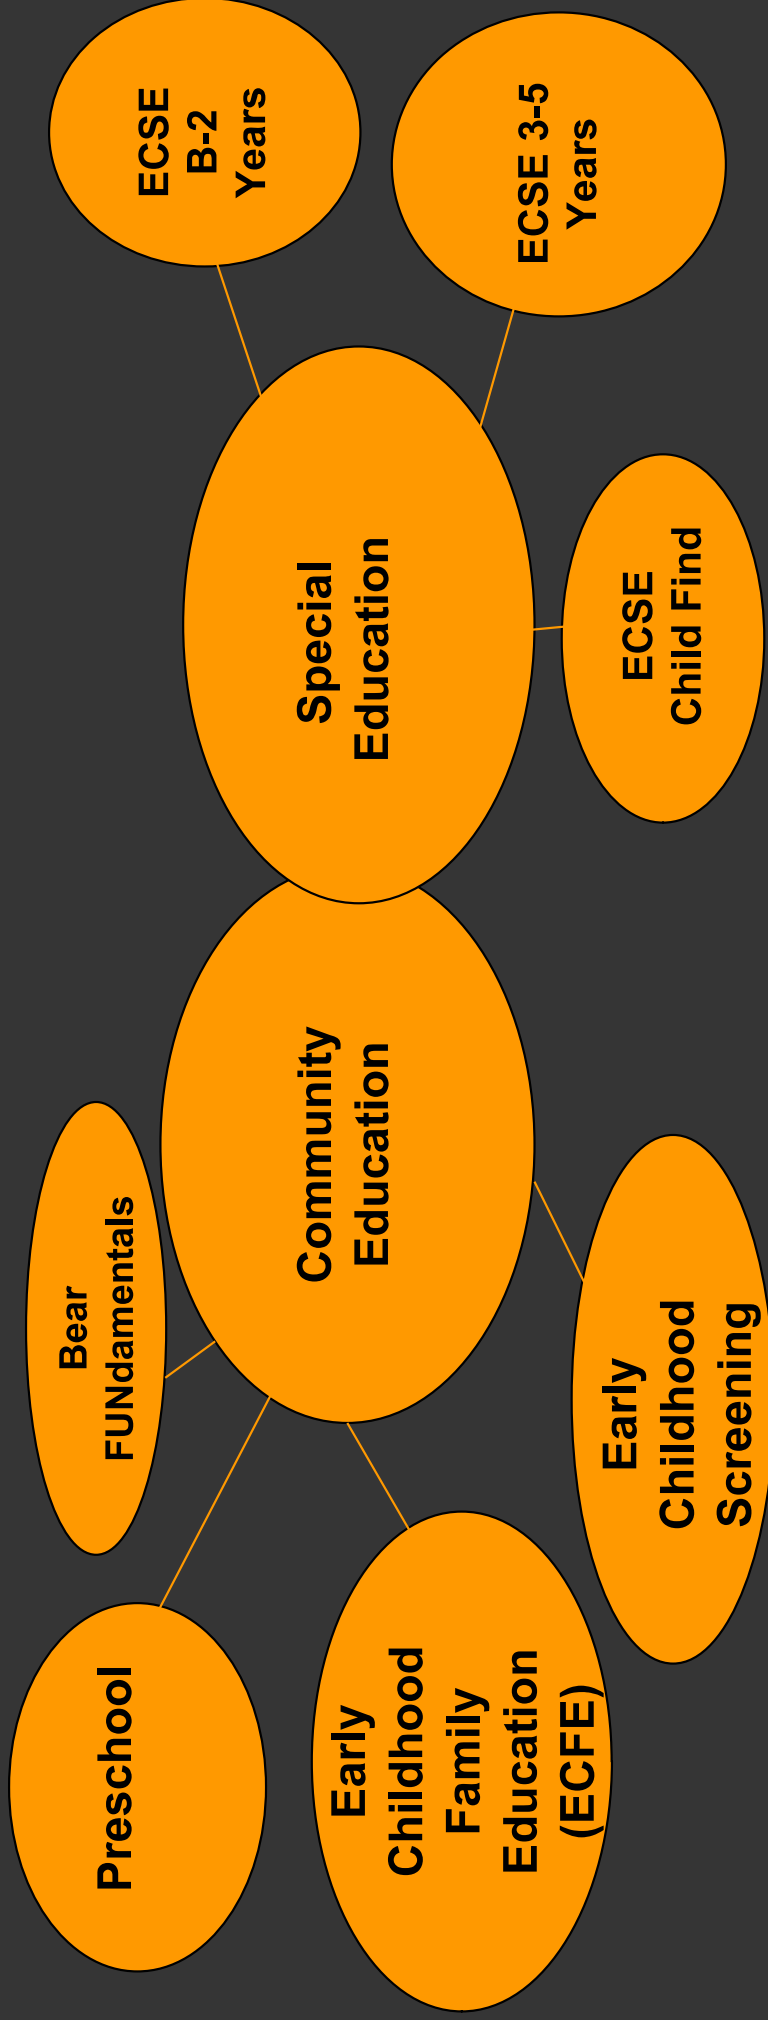 Preschool
Bear
FUNdamentals
Early
Childhood
Family
Education
(ECFE)
Community
Education
Early
Childhood
Screening
Special
Education
ECSE
B-2
Years
ECSE 3-5
Years
ECSE
Child Find